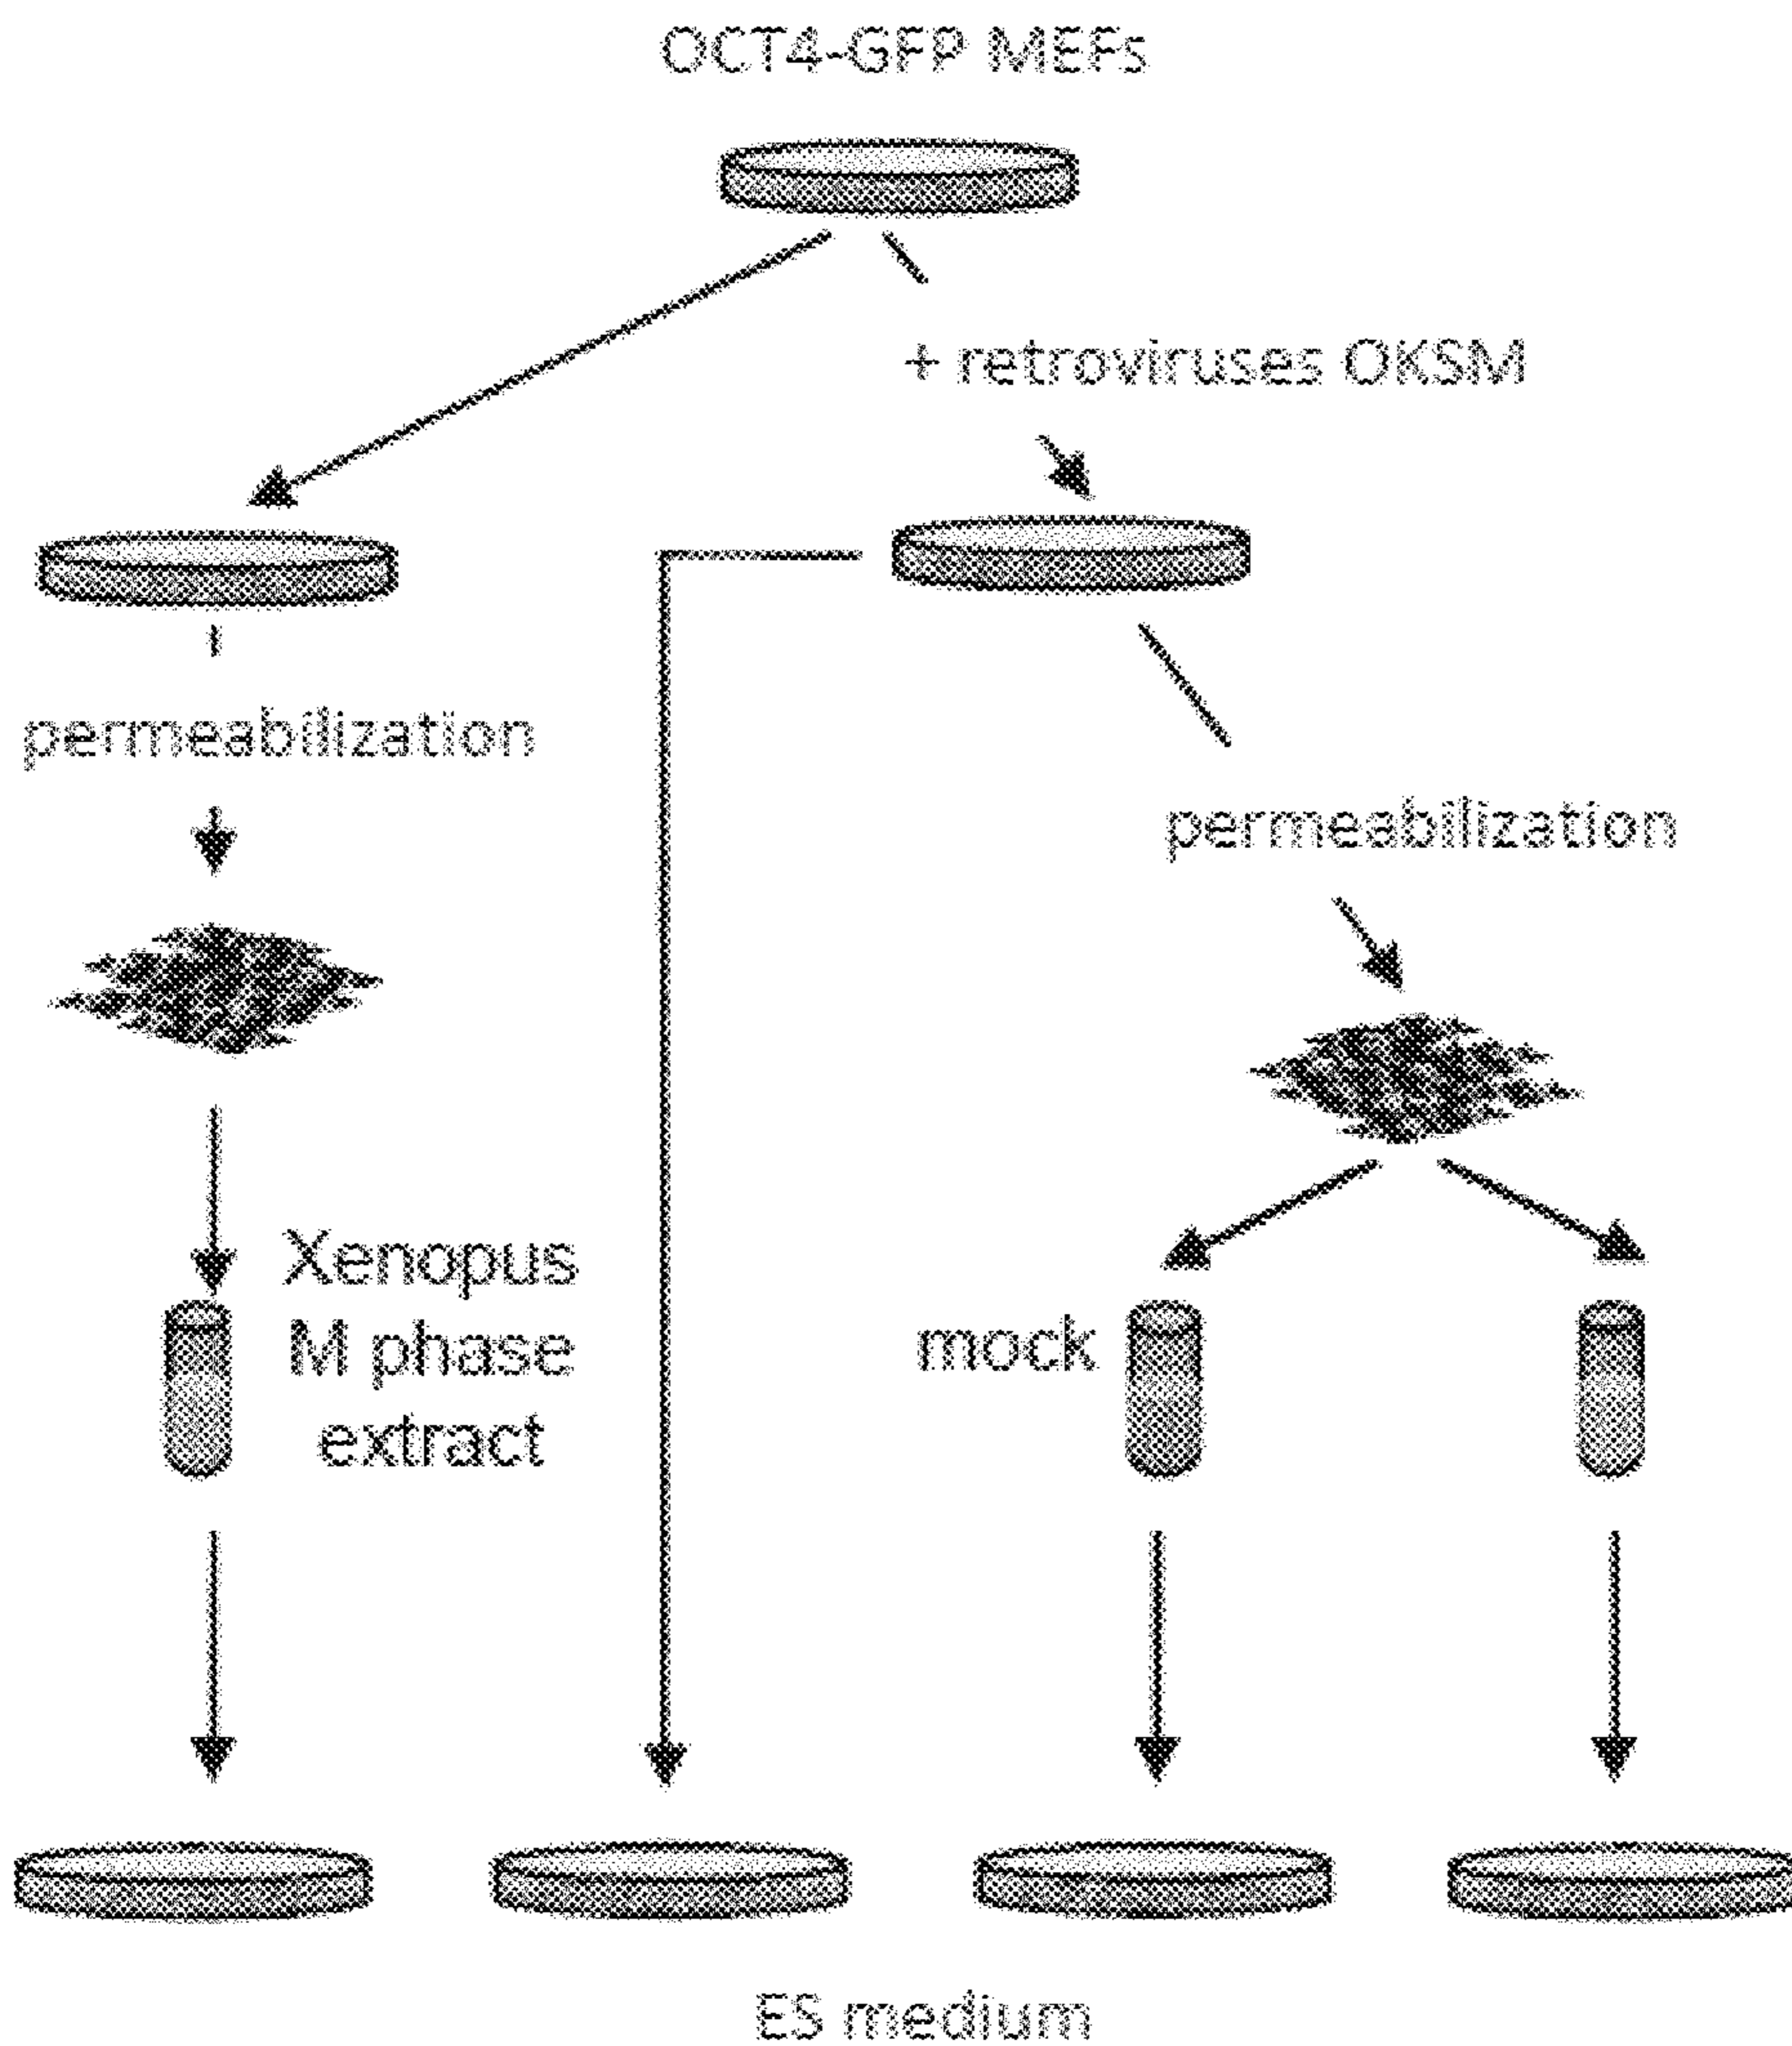 OCT4-GFP MEFs
+ retroviruses OKSM
permeabilization
permeabilization
Xenopus
M phase
extract
mock
ES medium